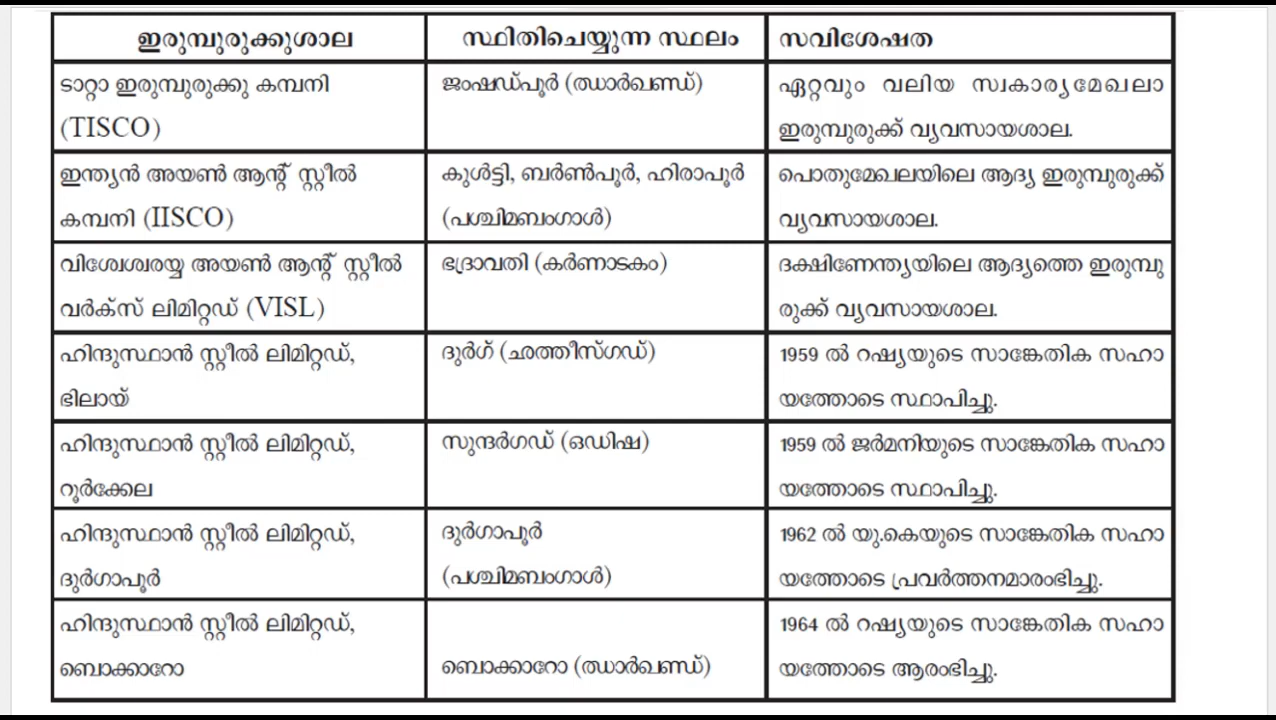 ഇരുമ്പുരുക്കുശാല
സ്ഥിതിചെയ്യുന്ന സ്ഥലം
സവിശേഷത
ടാറ്റാ ഇരുമ്പുരുക്കു കമ്പനി
(TISCO)
ജംഷഡ്പൂർ (ഝാർഖണ്ഡ്)
ഏറ്റവും വലിയ സ്വകാര്യമേഖലാ
ഇരുമ്പുരുക്ക് വ്യവസായശാല.
ഇന്ത്യൻ അയൺ ആന്റ് സ്റ്റീൽ
കമ്പനി (IISCO)
കുൾട്ടി, ബർൺപൂർ, ഹിരാപൂർ
(പശ്ചിമബംഗാൾ)
പൊതുമേഖലയിലെ ആദ്യ ഇരുമ്പുരുക്ക്
വ്യവസായശാല.
വിശ്വേശ്വരയ്യ അയൺ ആന്റ് സ്റ്റീൽ
വർക്സ് ലിമിറ്റഡ് (VISL)
ഭദ്രാവതി (കർണാടകം)
ദക്ഷിണേന്ത്യയിലെ ആദ്യത്തെ ഇരുമ്പു
രുക്ക് വ്യവസായശാല.
ഹിന്ദുസ്ഥാൻ സ്റ്റീൽ ലിമിറ്റഡ്,
ഭിലായ്
ദുർഗ് (ഛത്തീസ്ഗഡ്)
1959 ൽ റഷ്യയുടെ സാങ്കേതിക സഹാ
യത്തോടെ സ്ഥാപിച്ചു.
ഹിന്ദുസ്ഥാൻ സ്റ്റീൽ ലിമിറ്റഡ്,
റൂർക്കേല
സുന്ദർഗഡ് (ഒഡിഷ)
1959 ൽ ജർമനിയുടെ സാങ്കേതിക സഹാ
യത്തോടെ സ്ഥാപിച്ചു.
ഹിന്ദുസ്ഥാൻ സ്റ്റീൽ ലിമിറ്റഡ്,
ദുർഗാപൂർ
ദുർഗാപൂർ
(പശ്ചിമബംഗാൾ)
1962 ൽ യു.കെയുടെ സാങ്കേതിക സഹാ
യത്തോടെ പ്രവർത്തനമാരംഭിച്ചു.
ഹിന്ദുസ്ഥാൻ സ്റ്റീൽ ലിമിറ്റഡ്,
ബൊക്കാറോ
ബൊക്കാറോ (ഝാർഖണ്ഡ്)
1964 ൽ റഷ്യയുടെ സാങ്കേതിക സഹാ
യത്തോടെ ആരംഭിച്ചു.